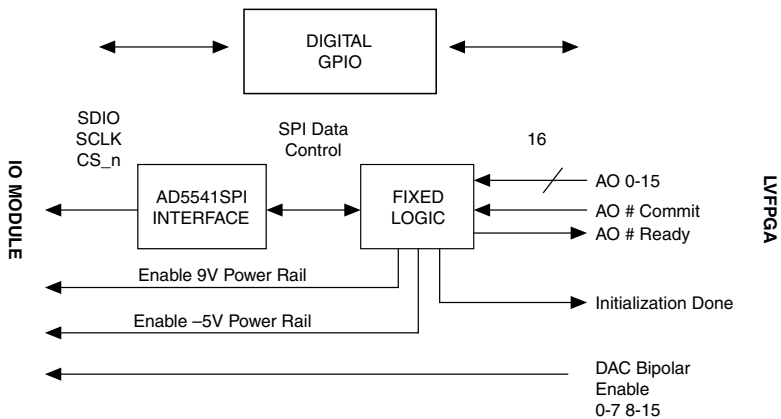 DIGITAL
GPIO
SDIO
SCLK
CS_n
SPI Data
Control
16
IO MODULE
AD5541SPI
INTERFACE
FIXED
LOGIC
AO 0-15
AO # Commit
AO # Ready
LVFPGA
Enable 9V Power Rail
Initialization Done
Enable –5V Power Rail
DAC Bipolar
Enable
0-7 8-15